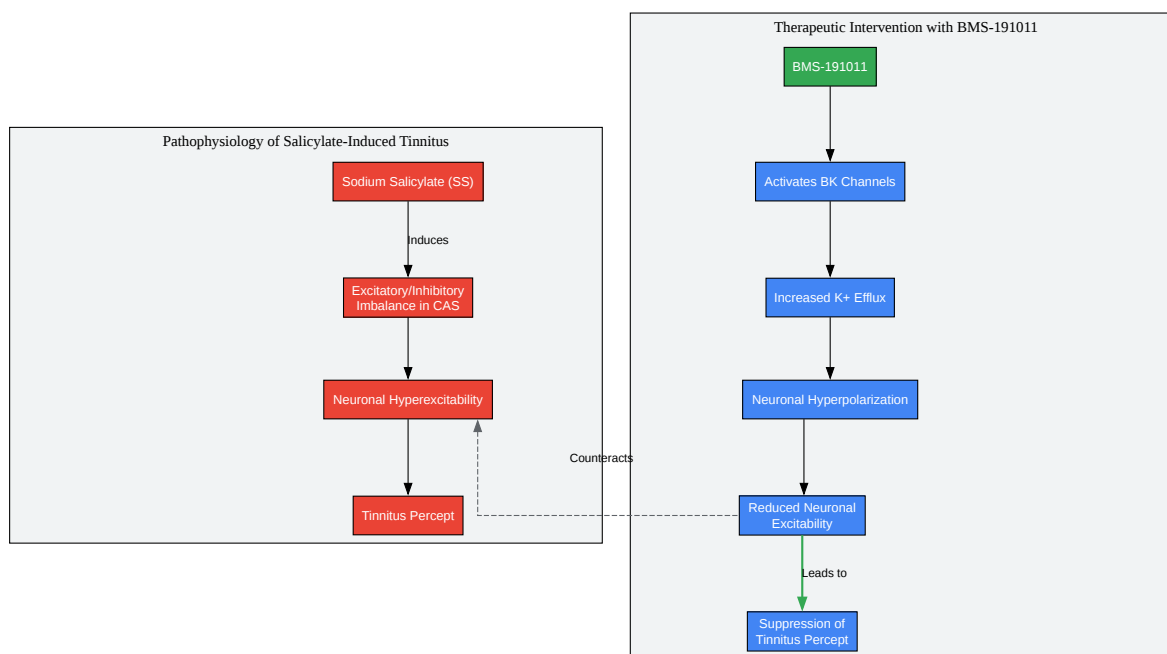 Pathophysiology of Salicylate-Induced Tinnitus
Sodium Salicylate (SS)
Induces
Excitatory/Inhibitory
Imbalance in CAS
Neuronal Hyperexcitability
Tinnitus Percept
Therapeutic Intervention with BMS-191011
BMS-191011
Activates BK Channels
Increased K+ Efflux
Neuronal Hyperpolarization
Counteracts
Reduced Neuronal
Excitability
Leads to
Suppression of
Tinnitus Percept